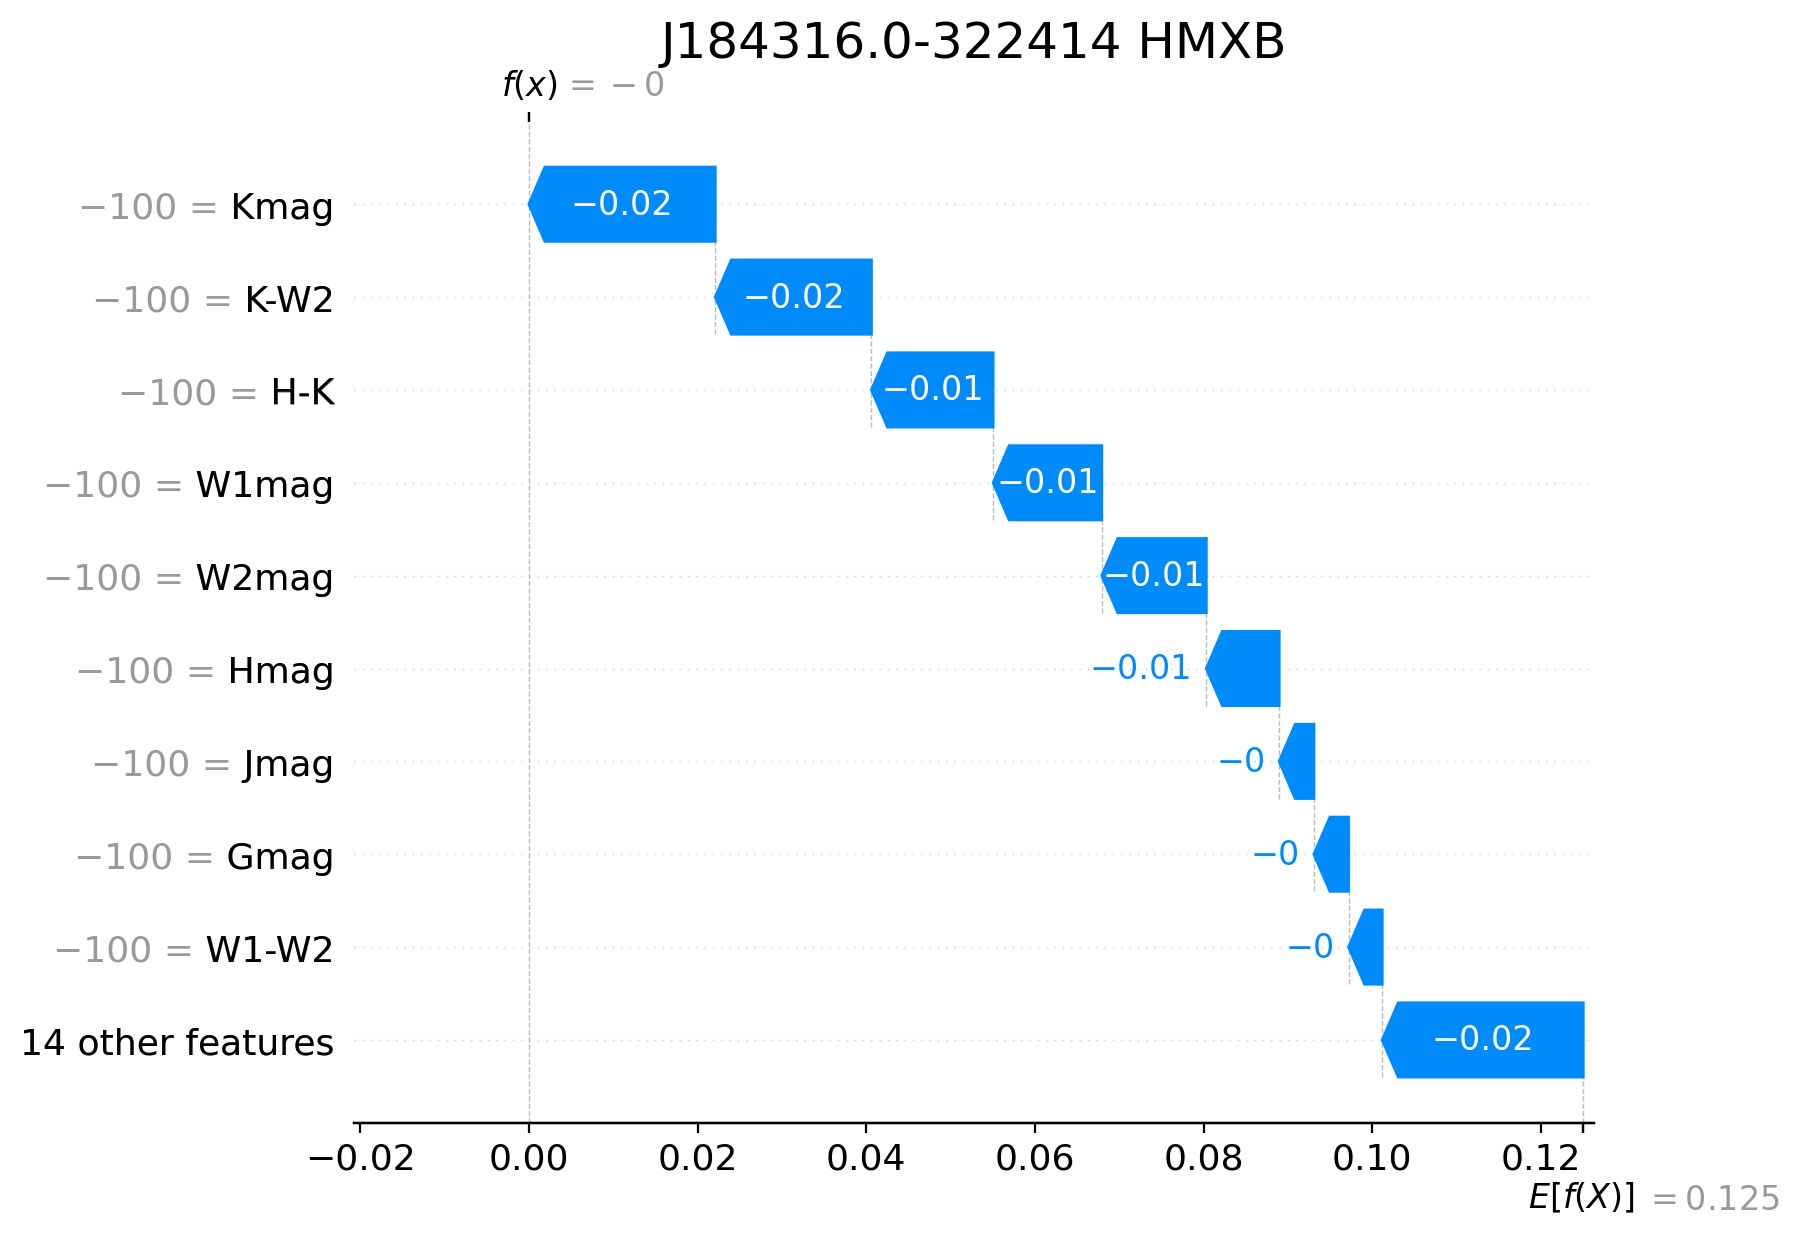 J184316.0-322414 HMXB
f(x) = −0
−100 = Kmag −0.02
−100 = K-W2 −0.02
−100 = H-K −0.01
−100 = W1mag −0.01
−100 = W2mag −0.01
−100 = Hmag −0.01
−100 = Jmag −0
−100 = Gmag −0
−100 = W1-W2 −0
14 other features −0.02
−0.02 0.00 0.02 0.04 0.06 0.08 0.10 0.12
E[f(X)] = 0.125